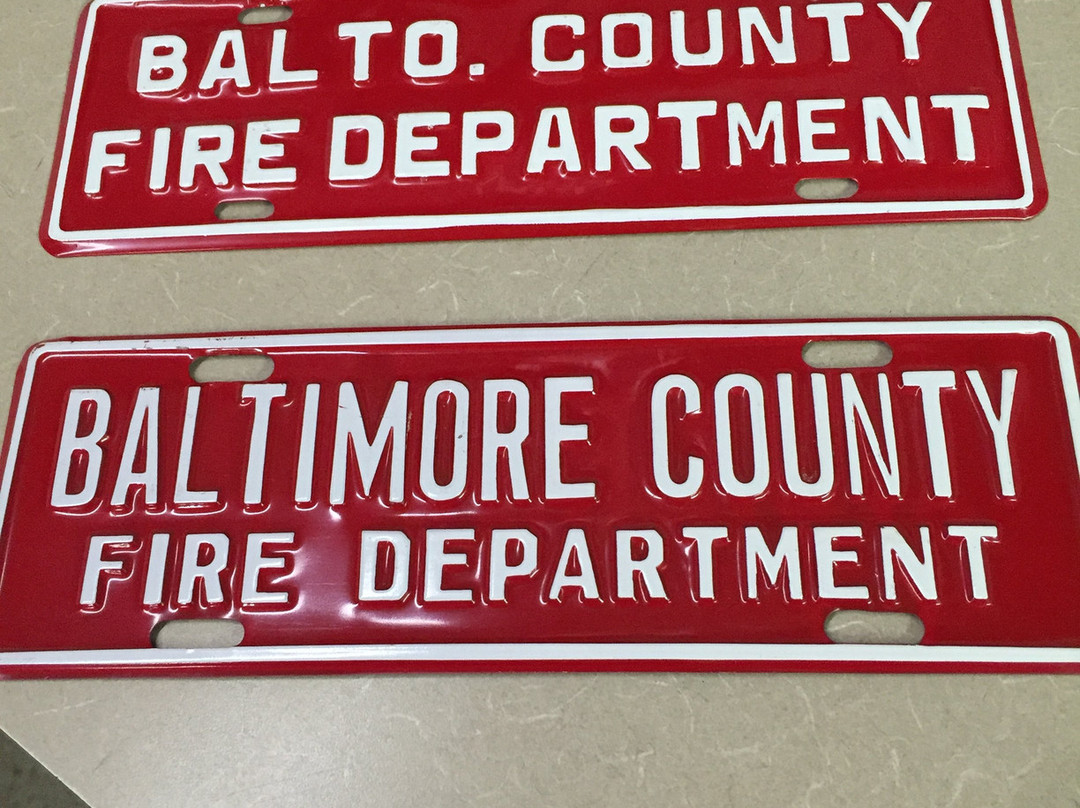 BALTO. COUNTY
FIRE DEPARTMENT
BALTIMORE COUNTY
FIRE DEPARTMENT